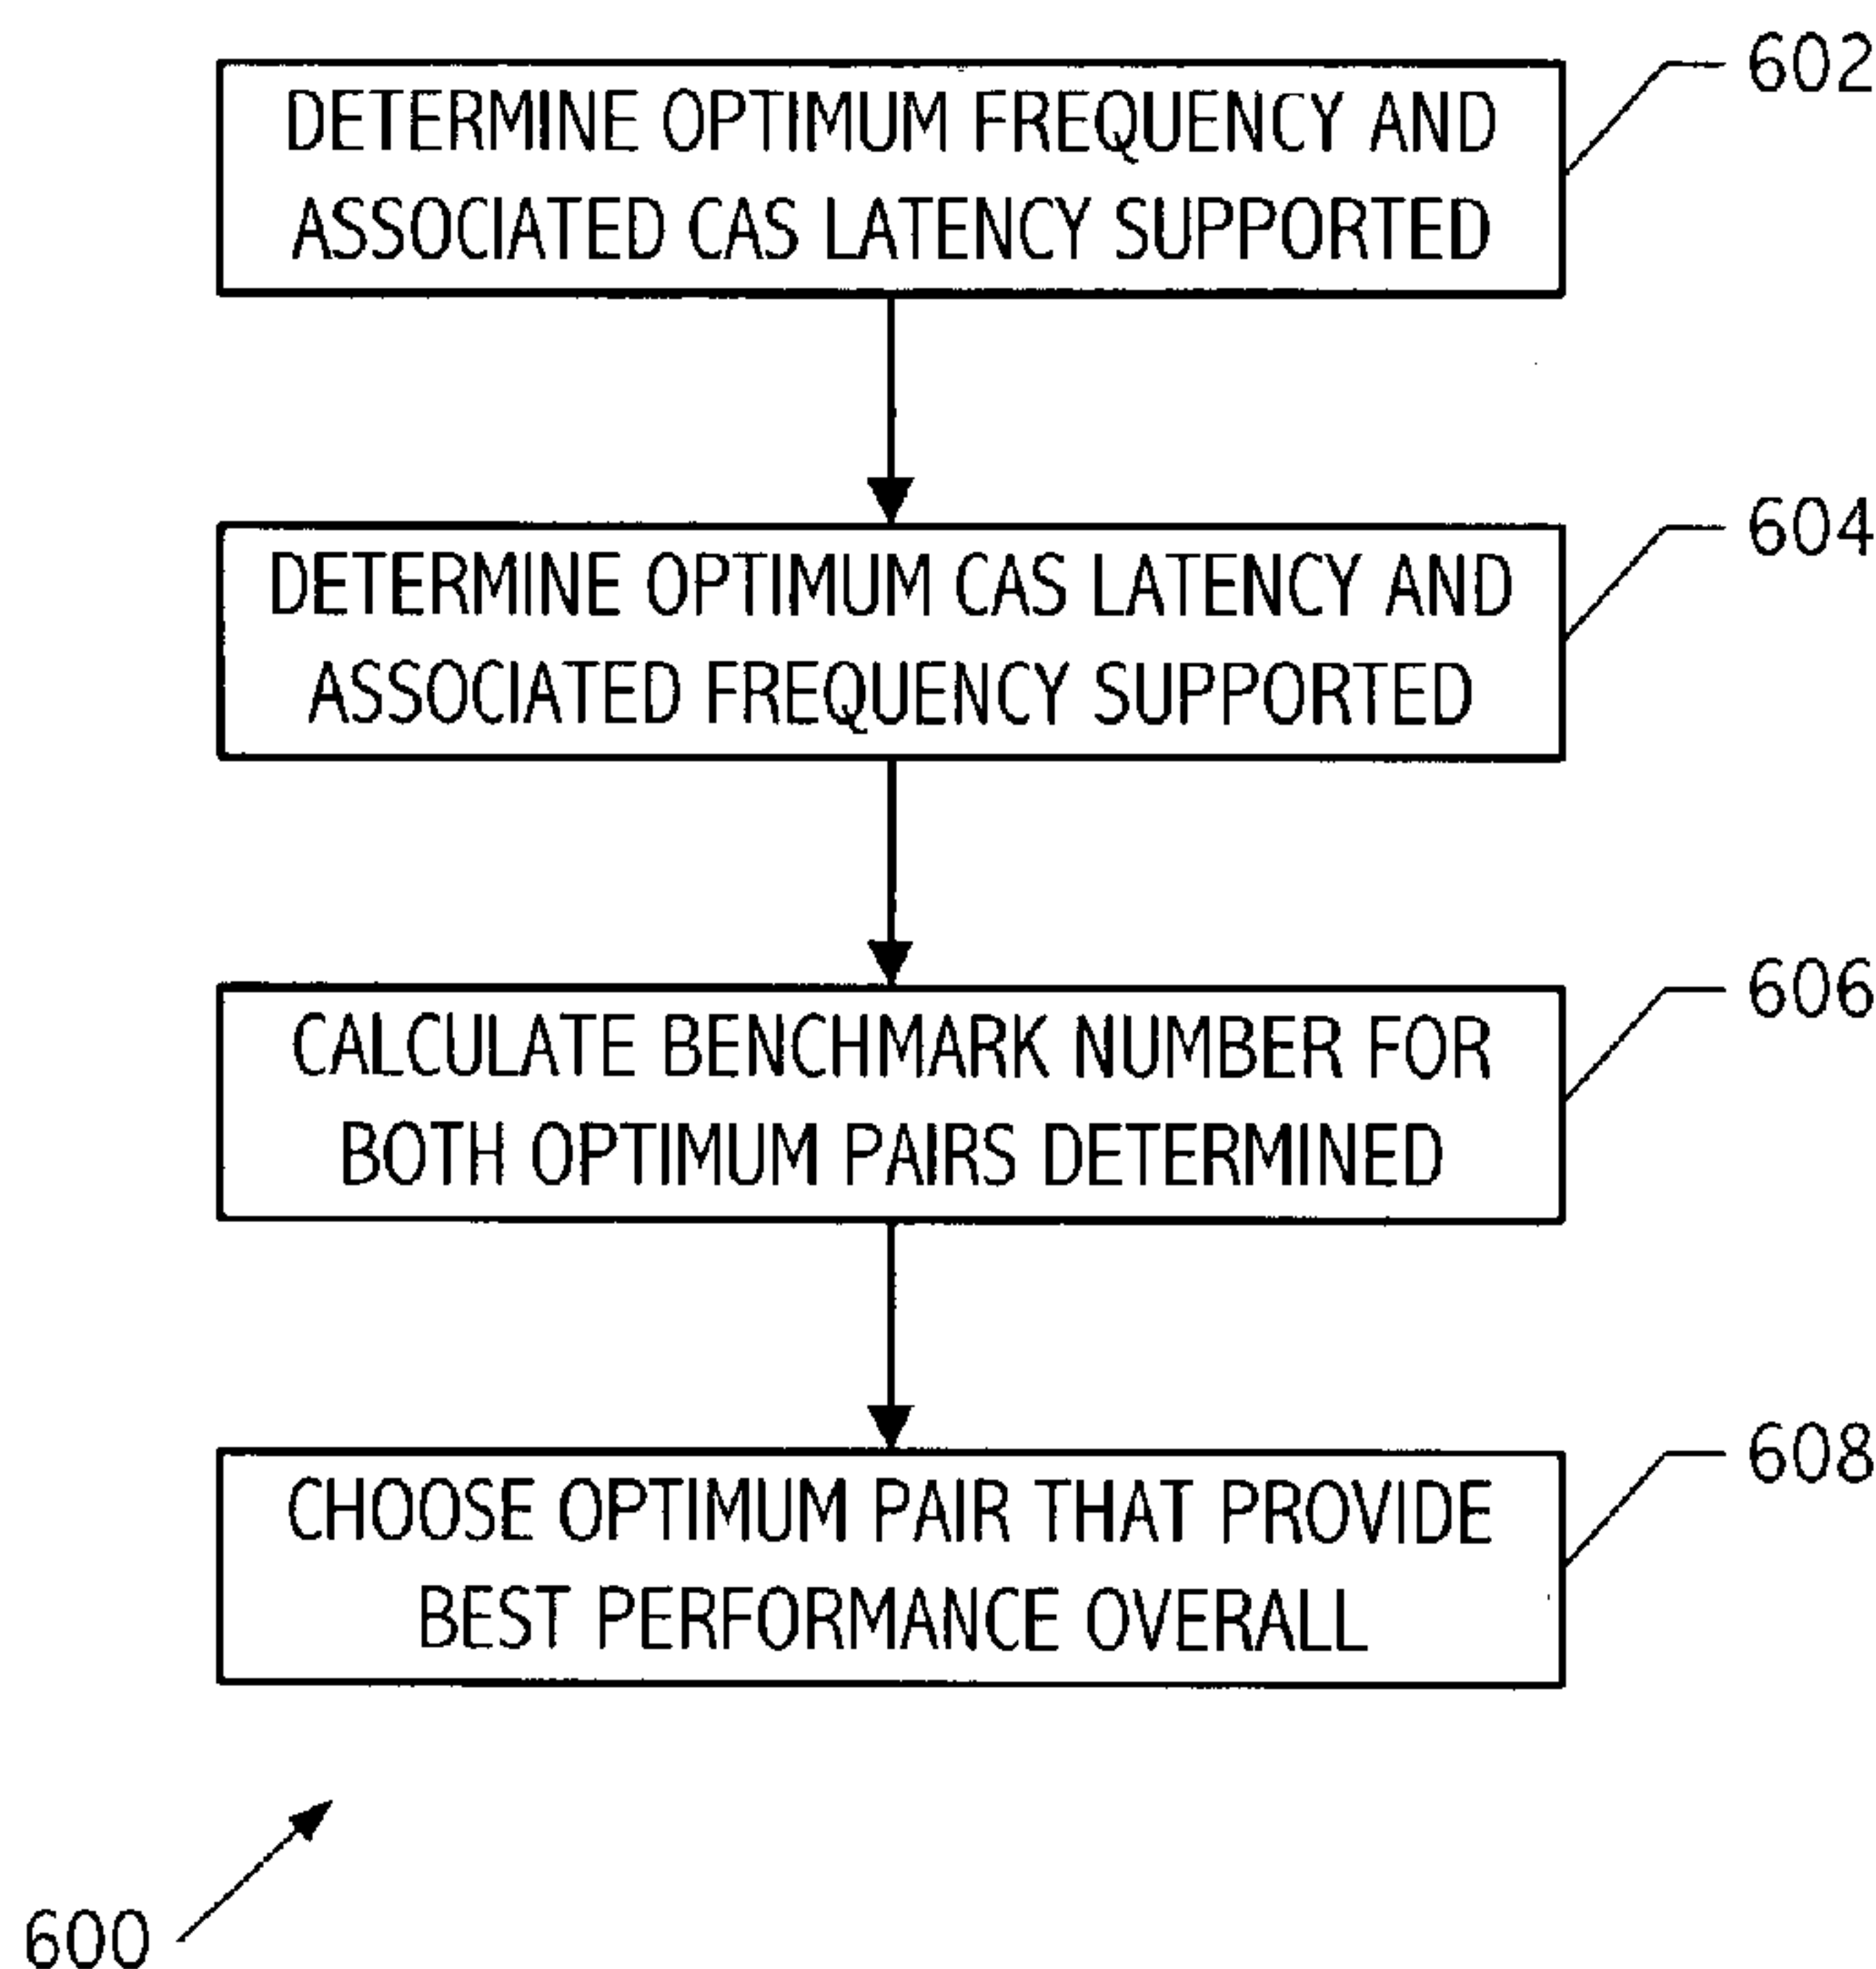 602
DETERMINE OPTIMUM FREQUENCY AND
ASSOCIATED CAS LATENCY SUPPORTED
604
DETERMINE OPTIMUM CAS LATENCY AND
ASSOCIATED FREQUENCY SUPPORTED
606
CALCULATE BENCHMARK NUMBER FOR
BOTH OPTIMUM PAIRS DETERMINED
608
CHOOSE OPTIMUM PAIR THAT PROVIDE
BEST PERFORMANCE OVERALL
600